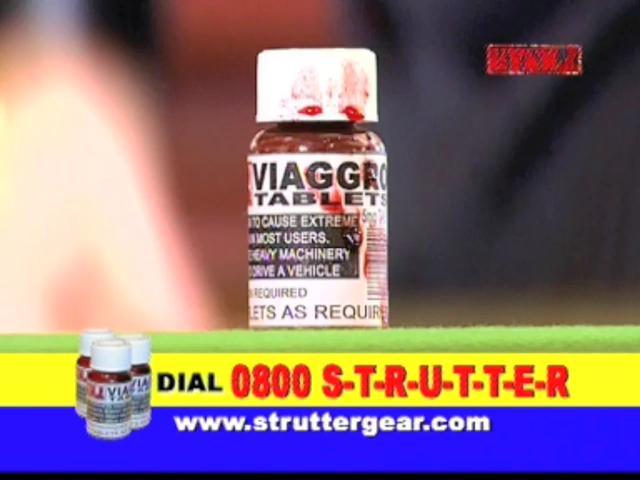 VIAGGRO
TABLETS
TO CAUSE EXTREME
MOST USERS.
HEAVY MACHINERY
DRIVE A VEHICLE
REQUIRED
LETS AS REQUIR
DIAL 0800 S-T-R-U-T-T-E-R
www.struttergear.com